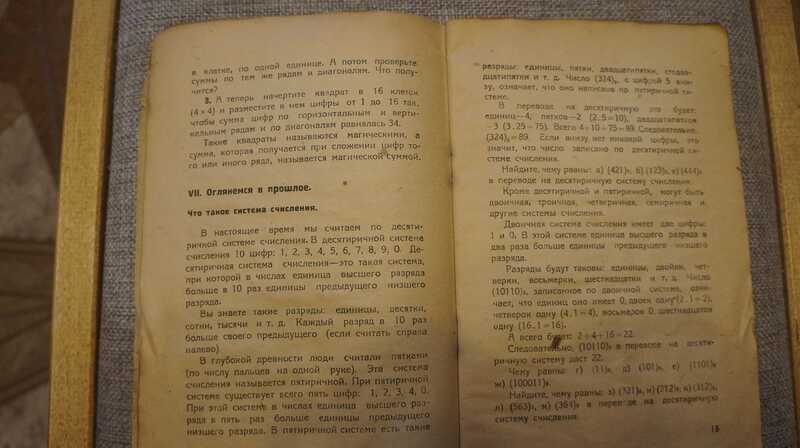 в клетке, по одной единице. А потом проверьте
суммы по тем же рядам и диагоналям. Что полу-
чится?
3. А теперь начертите квадрат в 16 клеток
(4×4) и разместите в нем цифры от 1 до 16 так,
чтобы сумма цифр по горизонтальным и верти-
кальным рядам и по диагоналям равнялась 34.
Такие квадраты называются магическими, а
сумма, которая получается при сложении цифр то-
го или иного ряда, называется магической суммой.
VII. Оглянемся в прошлое.
Что такое система счисления.
В настоящее время мы считаем по десяти-
ричной системе счисления. В десятиричной система
счисления 10 цифр: 1, 2, 3, 4, 5, 6, 7, 8, 9, 0. Де-
сятиричная система счисления—это такая система,
при которой в числах единица высшего разряда
больше в 10 раз единицы предыдущего низшего
разряда.
Вы знаете такие разряды: единицы, десятки,
сотни, тысячи и т. д. Каждый разряд в 10 раз
больше своего предыдущего (если считать справа
налево)
В глубокой древности люди считали пятками
(по числу пальцев на одной руке). Эта система
счисления называется пятиричной. При пятиричной
системе существует всего пять цифр: 1, 2, 3, 4, 0.
При этой системе в числах единица высшего раз-
ряда в пять раз больше единицы предыдущего
низшего разряда. В пятиричной системе есть такие
разряды: единицы, пятки, двадцатипятки,
дцатипятки и т. д. Число (324)₅ с цифрой 5 вни-
зу, означает, что оно написано по пятиричной си-
стеме.
В переводе на десятиричную это будет:
единиц—4, пятков—2 (2.5=10), двадцатипятков
—3 (3.25=75). Всего 4+10+75=89. Следовательно,
(324)₅=89. Если внизу нет никакой цифры, это
значит, что число записано по десятиричной си-
стеме счисления.
Найдите, чему равны: а) (421)₅, б) (123)₅, в) (444)₅
в переводе на десятиричную систему счисления.
Кроме десятиричной и пятиричной, могут быть
двоичная, троичная, четверичная, семиричная и
другие системы счисления.
Двоичная система счисления имеет две цифры:
1 и 0. В этой системе единица высшего разряда в
два раза больше единицы предыдущего низшего
разряда.
Разряды будут таковы: единицы, двойки, чет-
верки, восьмерки, шестнадцатки и т. д. Число
(10110)₂, записанное по двоичной системе, озна-
чает, что единиц оно имеет 0, двоек одну (2.1=2),
четверок одну (4.1=4), восьмерок 0, шестнадцаток
одну (16.1=16).
А всего будет: 2+4+16=22.
Следовательно, (10110)₂ в переводе на десяти-
ричную систему даст 22.
Чему равны: г) (11)₂, д) (101)₂, е) (1101)₂
ж) (100011)₂.
Найдите, чему равны: з) (321) и) (212) к) (312)
л) (563) м) (364) в переводе на десятиричную
систему счисления.
15